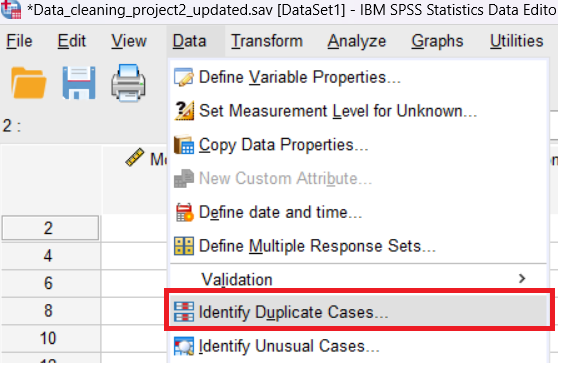 *Data_cleaning_project2_updated.sav [DataSet1] - IBM SPSS Statistics Data Edito
File Edit View Data Transform Analyze Graphs Utilities
Define Variable Properties...
Set Measurement Level for Unknown...
2 :
Copy Data Properties...
New Custom Attribute...
Define date and time...
2
Define Multiple Response Sets...
4
Validation
6
Identify Duplicate Cases...
8
Identify Unusual Cases...
10